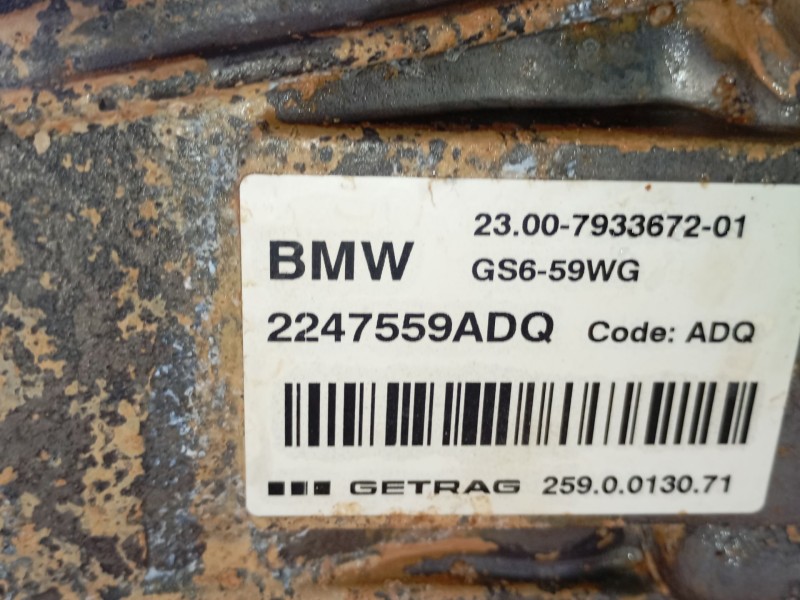 23.00-7933672-01
BMW GS6-59WG
2247559ADQ Code: ADQ
GETRAG 259.0.0130.71